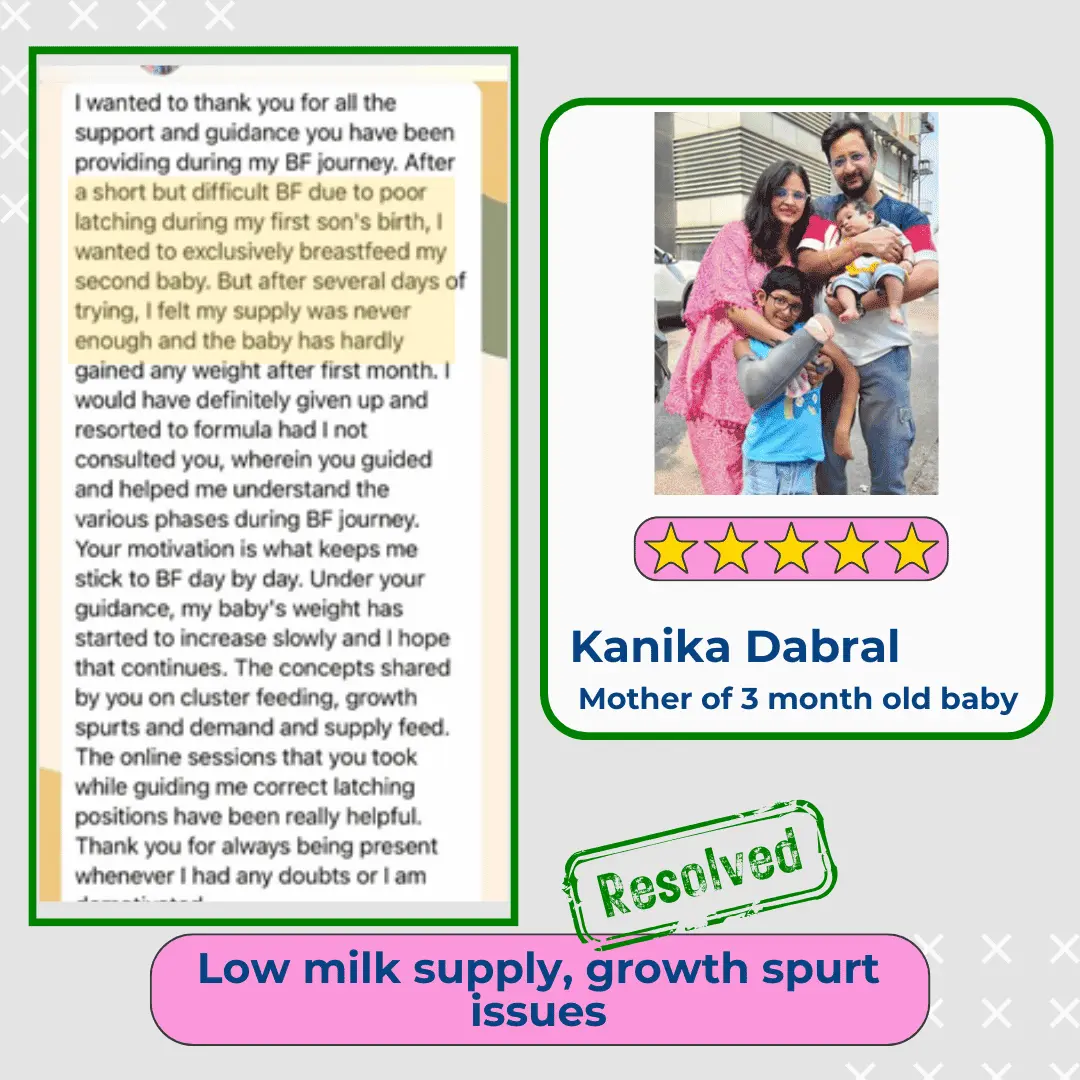 I wanted to thank you for all the
support and guidance you have been
providing during my BF journey. After
a short but difficult BF due to poor
latching during my first son's birth, I
wanted to exclusively breastfeed my
second baby. But after several days of
trying, I felt my supply was never
enough and the baby has hardly
gained any weight after first month. I
would have definitely given up and
resorted to formula had I not
consulted you, wherein you guided
and helped me understand the
various phases during BF journey.
Your motivation is what keeps me
stick to BF day by day. Under your
guidance, my baby's weight has
started to increase slowly and I hope
that continues. The concepts shared
by you on cluster feeding, growth
spurts and demand and supply feed.
The online sessions that you took
while guiding me correct latching
positions have been really helpful.
Thank you for always being present
whenever I had any doubts or I am
Kanika Dabral
Mother of 3 month old baby
Resolved
Low milk supply, growth spurt
issues